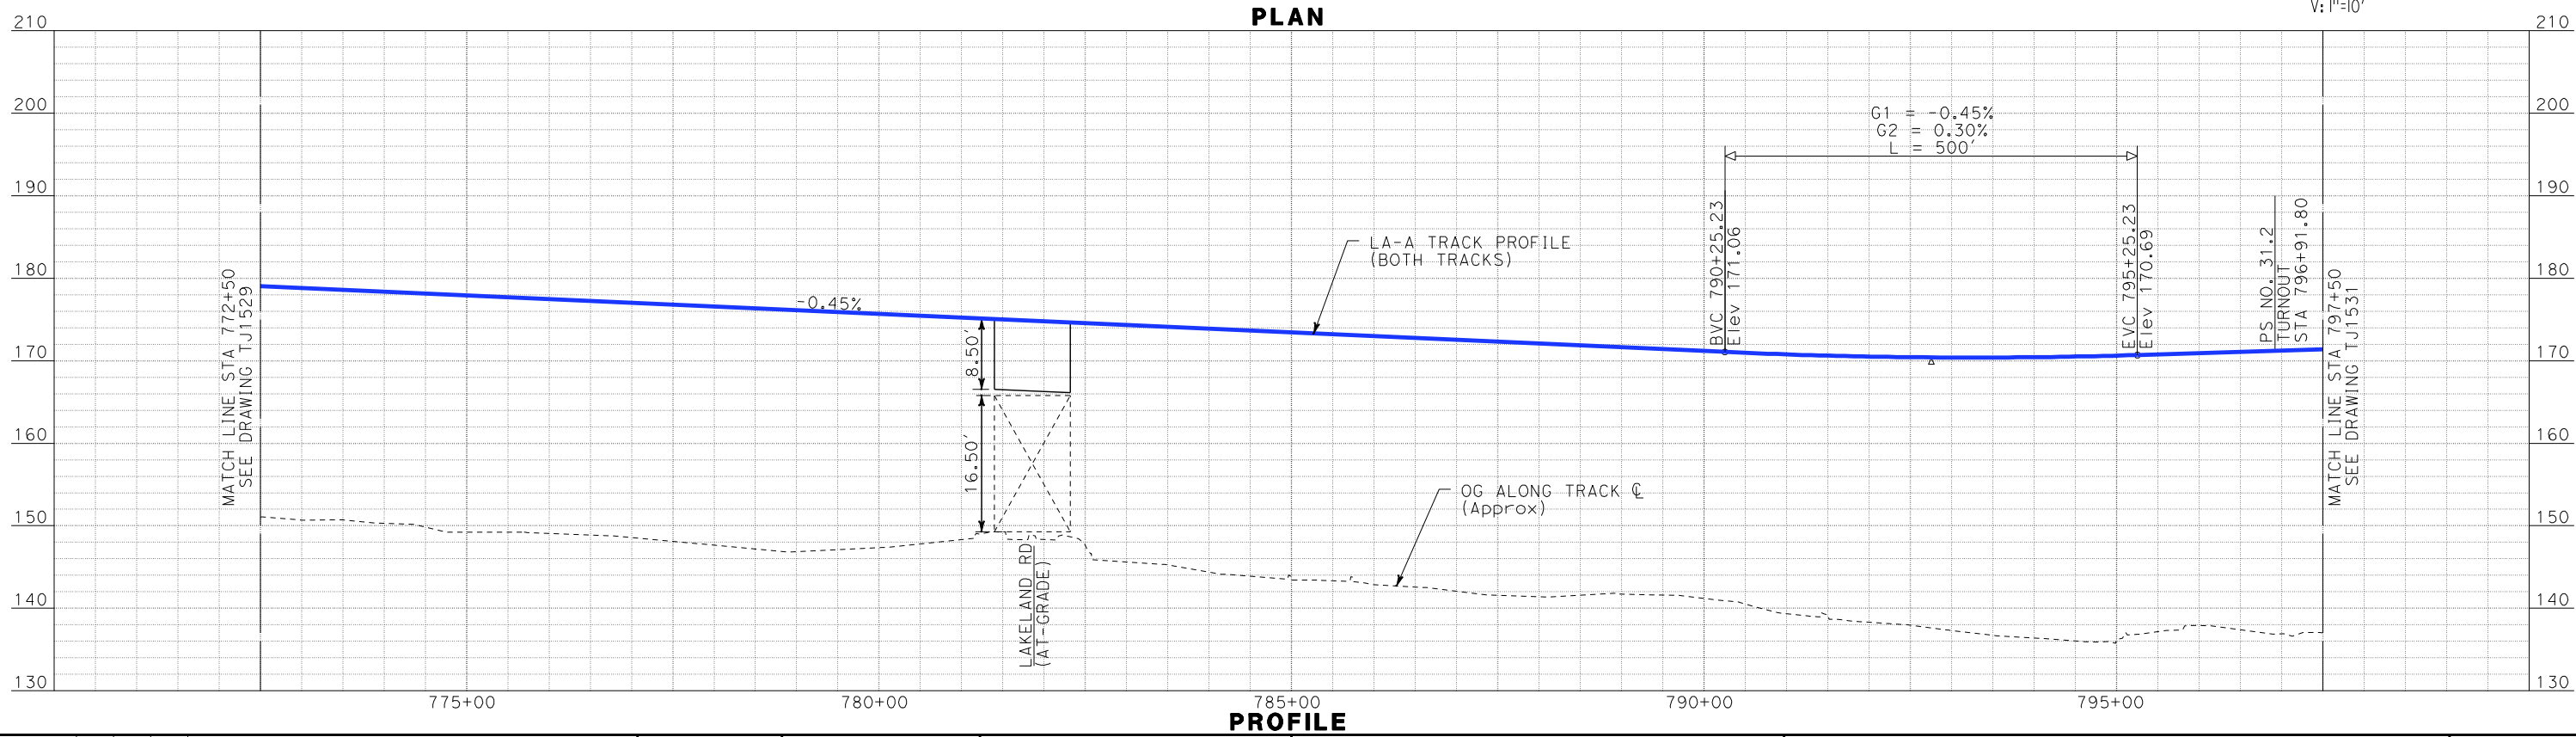 PLAN
V: 1"=10'
210
200
190
180
170
160
150
140
130
210
200
190
180
170
160
150
140
130
MATCH LINE STA 772+50
SEE DRAWING TJ1529
-0.45%
8.50'
16.50'
LAKELAND RD
(AT-GRADE)
LA-A TRACK PROFILE
(BOTH TRACKS)
OG ALONG TRACK ℄
(Approx)
G1 = -0.45%
G2 = 0.30%
L = 500'
BVC 790+25.23
Elev 171.06
EVC 795+25.23
Elev 170.69
PS NO. 31.2
TURNOUT
STA 796+91.80
MATCH LINE STA 797+50
SEE DRAWING TJ1531
775+00
780+00
785+00
790+00
795+00
PROFILE